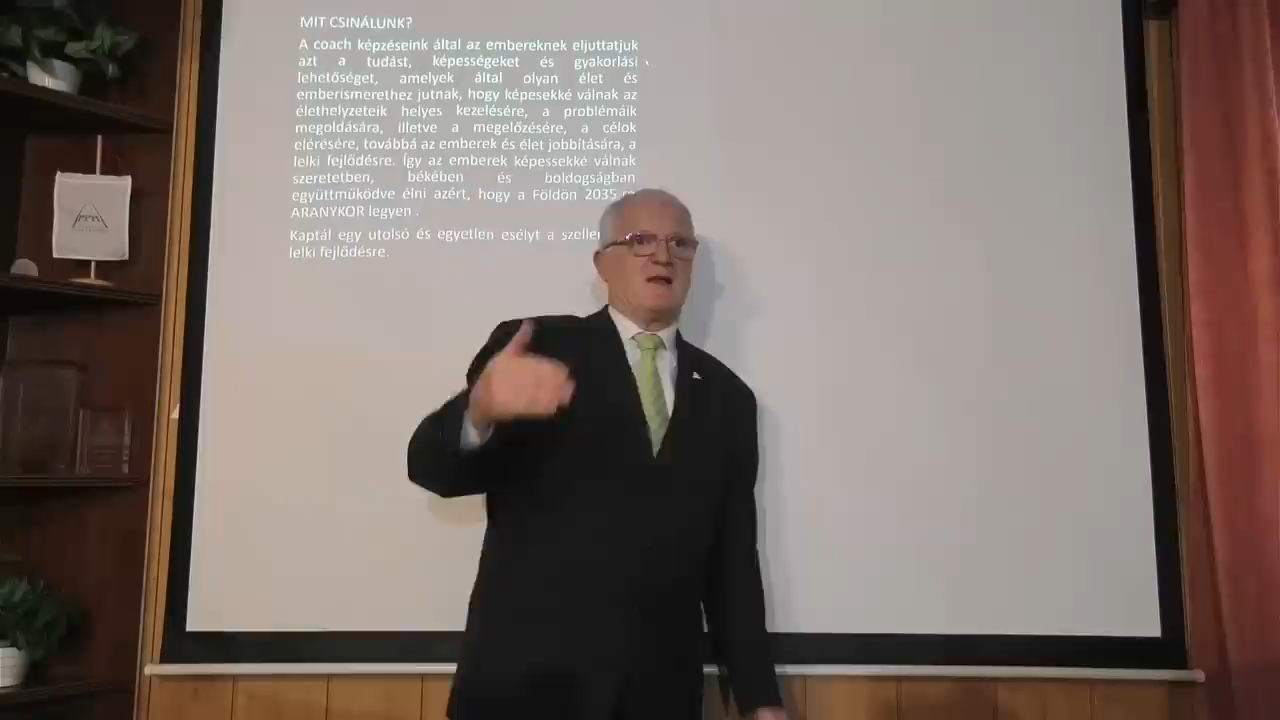 MIT CSINÁLUNK?
A coach képzéseink által az embereknek eljuttatjuk
azt a tudást, képességeket és gyakorlási
lehetőséget, amelyek által olyan élet és
emberismerethez jutnak, hogy képesekké válnak az
élethelyzeteik helyes kezelésére, a problémáik
megoldására, illetve a megelőzésére, a célok
elérésére, továbbá az emberek és élet jobbítására, a
lelki fejlődésre. Így az emberek képessekké válnak
szeretetben, békében és boldogságban
együttműködve élni azért, hogy a Földön 2035
ARANYKOR legyen .
Kaptál egy utolsó és egyetlen esélyt a
lelki fejlődésre.